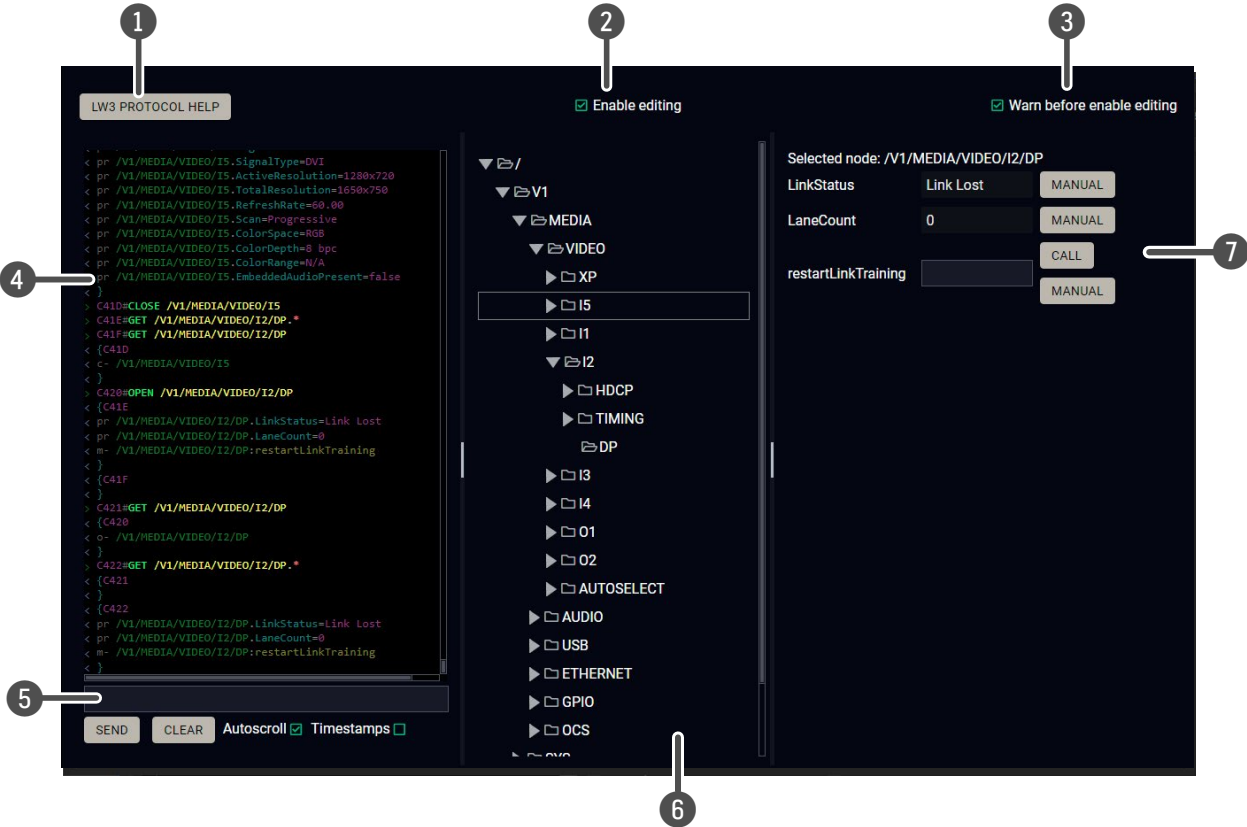 1
2
3
LW3 PROTOCOL HELP
Enable editing
Warn before enable editing
< pr /V1/MEDIA/VIDEO/I5.SignalType=DVI
< pr /V1/MEDIA/VIDEO/I5.ActiveResolution=1280x720
< pr /V1/MEDIA/VIDEO/I5.TotalResolution=1650x750
< pr /V1/MEDIA/VIDEO/I5.RefreshRate=60.00
< pr /V1/MEDIA/VIDEO/I5.Scan=Progressive
< pr /V1/MEDIA/VIDEO/I5.ColorSpace=RGB
< pr /V1/MEDIA/VIDEO/I5.ColorDepth=8 bpc
< pr /V1/MEDIA/VIDEO/I5.ColorRange=N/A
pr /V1/MEDIA/VIDEO/I5.EmbeddedAudioPresent=false
< }
> C41D#CLOSE /V1/MEDIA/VIDEO/I5
> C41E#GET /V1/MEDIA/VIDEO/I2/DP.*
> C41F#GET /V1/MEDIA/VIDEO/I2/DP
< {C41D
< c- /V1/MEDIA/VIDEO/I5
< }
> C420#OPEN /V1/MEDIA/VIDEO/I2/DP
< {C41E
< pr /V1/MEDIA/VIDEO/I2/DP.LinkStatus=Link Lost
< pr /V1/MEDIA/VIDEO/I2/DP.LaneCount=0
< m- /V1/MEDIA/VIDEO/I2/DP:restartLinkTraining
< }
< {C41F
< }
> C421#GET /V1/MEDIA/VIDEO/I2/DP
< {C420
< o- /V1/MEDIA/VIDEO/I2/DP
< }
> C422#GET /V1/MEDIA/VIDEO/I2/DP.*
< {C421
< }
< {C422
< pr /V1/MEDIA/VIDEO/I2/DP.LinkStatus=Link Lost
< pr /V1/MEDIA/VIDEO/I2/DP.LaneCount=0
< m- /V1/MEDIA/VIDEO/I2/DP:restartLinkTraining
< }
4
5
SEND CLEAR Autoscroll Timestamps
/
V1
MEDIA
VIDEO
XP
I5
I1
I2
HDCP
TIMING
DP
I3
I4
O1
O2
AUTOSELECT
AUDIO
USB
ETHERNET
GPIO
OCS
6
Selected node: /V1/MEDIA/VIDEO/I2/DP
LinkStatus Link Lost MANUAL
LaneCount 0 MANUAL
CALL
restartLinkTraining
MANUAL
7